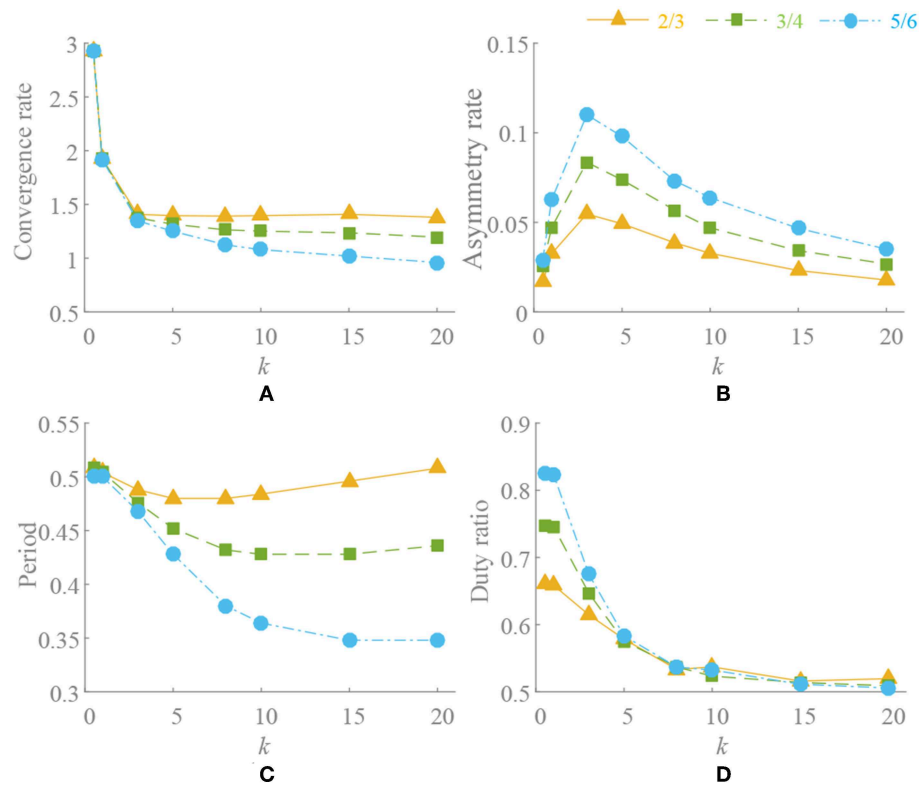 2/3 3/4 5/6
Convergence rate
3
2.5
2
1.5
1
0.5
0 5 10 15 20
k
A
Asymmetry rate
0.15
0.1
0.05
0
0 5 10 15 20
k
B
Period
0.55
0.5
0.45
0.4
0.35
0.3
0 5 10 15 20
k
C
Duty ratio
0.9
0.8
0.7
0.6
0.5
0 5 10 15 20
k
D